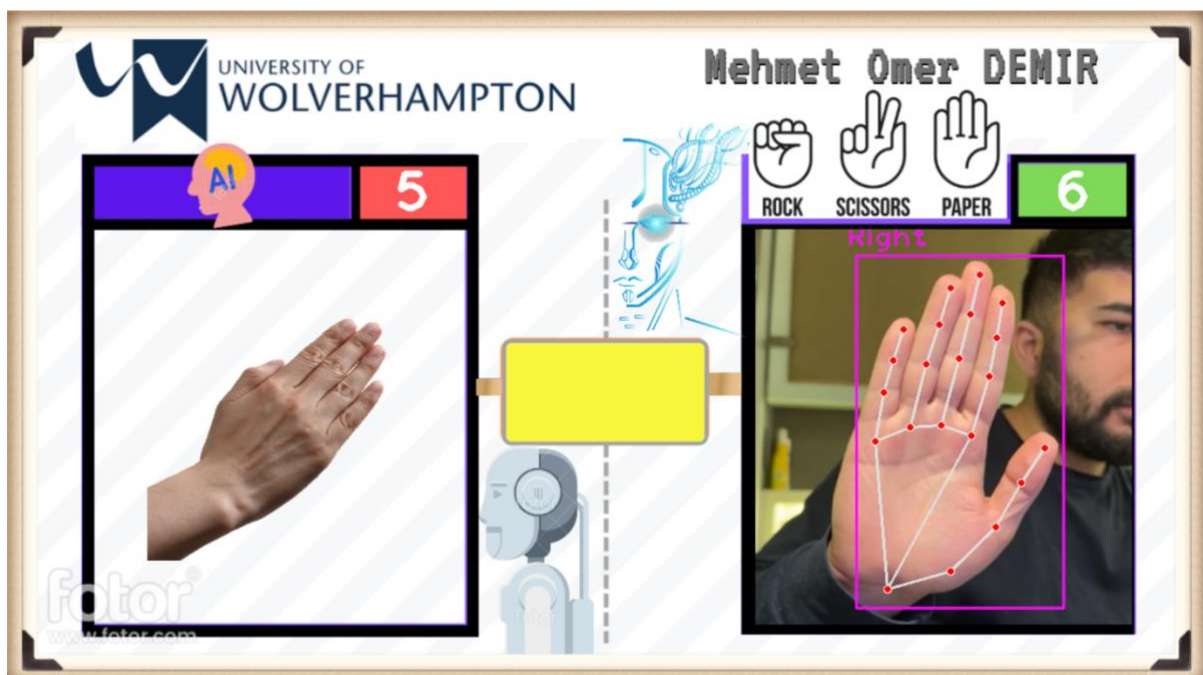 UNIVERSITY OF
WOLVERHAMPTON
Mehmet Omer DEMIR
ROCK SCISSORS PAPER
AI
5
6
Right
fotor
www.fotor.com